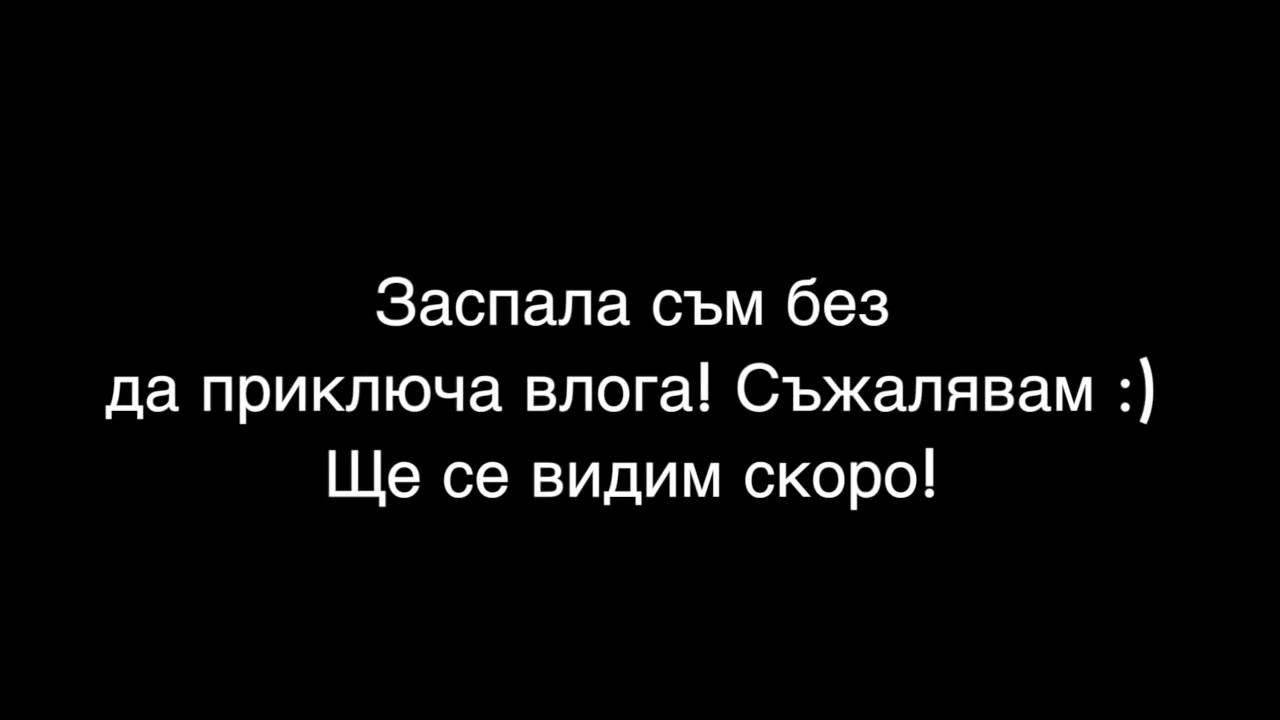 Заспала съм без
да приключа влога! Съжалявам :)
Ще се видим скоро!